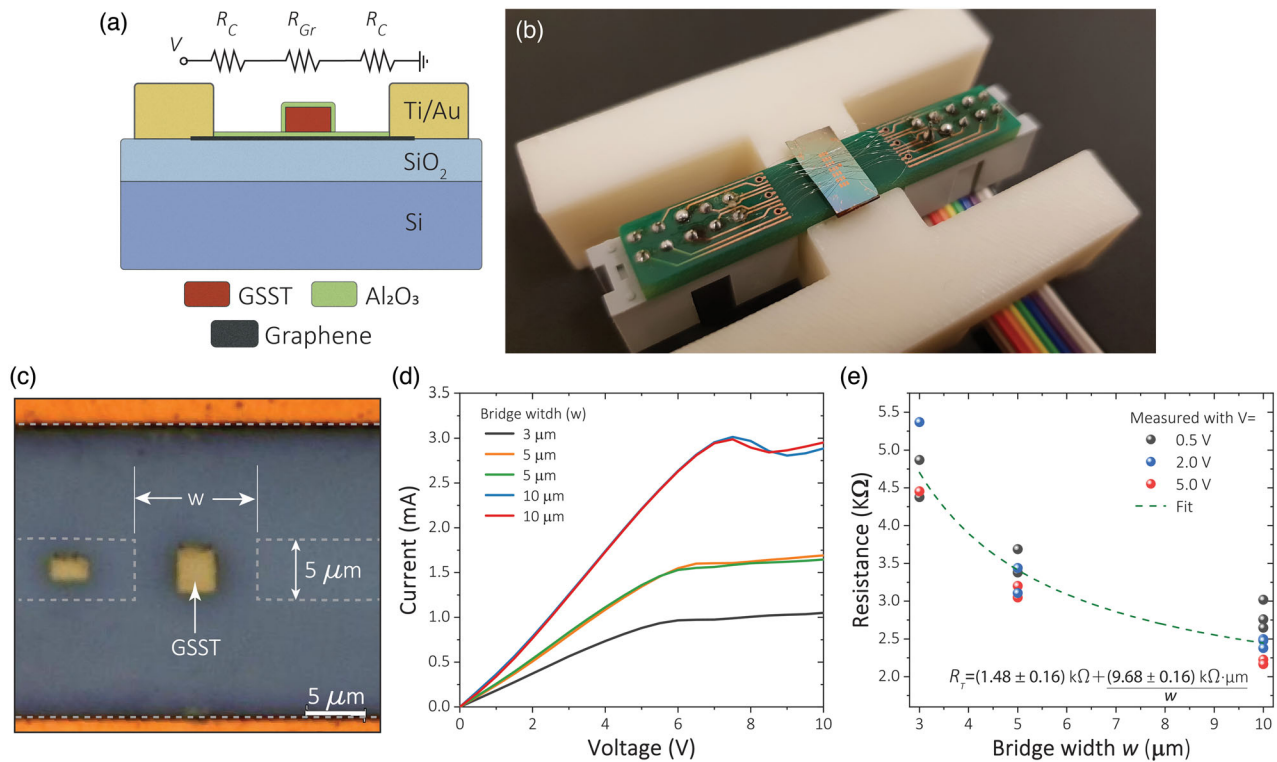 (a)
R_C R_Gr R_C
V
Ti/Au
SiO₂
Si
GSST Al₂O₃
Graphene
(b)
(c)
w
5 μm
GSST
5 μm
(d)
3.5
3.0
2.5
2.0
1.5
1.0
0.5
0.0
Current (mA)
Bridge witdh (w)
3 μm
5 μm
5 μm
10 μm
10 μm
0 2 4 6 8 10
Voltage (V)
(e)
5.5
5.0
4.5
4.0
3.5
3.0
2.5
2.0
Resistance (KΩ)
Measured with V=
0.5 V
2.0 V
5.0 V
Fit
R_T=(1.48 ± 0.16) kΩ+(9.68 ± 0.16) kΩ·μm
w
3 4 5 6 7 8 9 10
Bridge width w (μm)